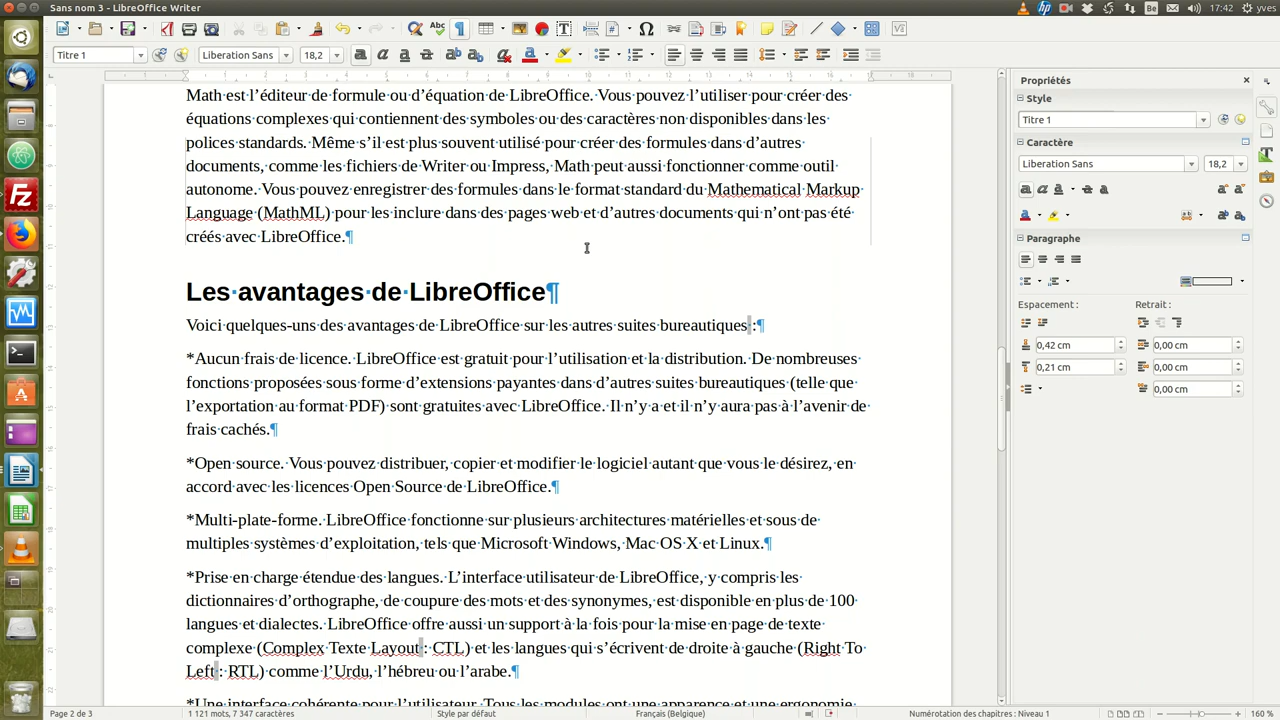 Sans nom 3 - LibreOffice Writer
Be
17:42
yves
Titre 1
Liberation Sans
18,2
Math est l’éditeur de formule ou d’équation de LibreOffice. Vous pouvez l’utiliser pour créer des
équations complexes qui contiennent des symboles ou des caractères non disponibles dans les
polices standards. Même s’il est plus souvent utilisé pour créer des formules dans d’autres
documents, comme les fichiers de Writer ou Impress, Math peut aussi fonctionner comme outil
autonome. Vous pouvez enregistrer des formules dans le format standard du Mathematical Markup
Language (MathML) pour les inclure dans des pages web et d’autres documents qui n’ont pas été
créés avec LibreOffice.¶
Les avantages de LibreOffice¶
Voici quelques-uns des avantages de LibreOffice sur les autres suites bureautiques :¶
*Aucun frais de licence. LibreOffice est gratuit pour l’utilisation et la distribution. De nombreuses
fonctions proposées sous forme d’extensions payantes dans d’autres suites bureautiques (telle que
l’exportation au format PDF) sont gratuites avec LibreOffice. Il n’y a et il n’y aura pas à l’avenir de
frais cachés.¶
*Open source. Vous pouvez distribuer, copier et modifier le logiciel autant que vous le désirez, en
accord avec les licences Open Source de LibreOffice.¶
*Multi-plate-forme. LibreOffice fonctionne sur plusieurs architectures matérielles et sous de
multiples systèmes d’exploitation, tels que Microsoft Windows, Mac OS X et Linux.¶
*Prise en charge étendue des langues. L’interface utilisateur de LibreOffice, y compris les
dictionnaires d’orthographe, de coupure des mots et des synonymes, est disponible en plus de 100
langues et dialectes. LibreOffice offre aussi un support à la fois pour la mise en page de texte
complexe (Complex Texte Layout : CTL) et les langues qui s’écrivent de droite à gauche (Right To
Left : RTL) comme l’Urdu, l’hébreu ou l’arabe.¶
*Une interface cohérente pour l’utilisateur. Tous les modules ont une apparence et une ergonomie
Propriétés
Style
Titre 1
Caractère
Liberation Sans
18,2
Paragraphe
Espacement :
Retrait :
0,42 cm
0,00 cm
0,21 cm
0,00 cm
0,00 cm
Page 2 de 3
1 121 mots, 7 347 caractères
Style par défaut
Français (Belgique)
Numérotation des chapitres : Niveau 1
160 %